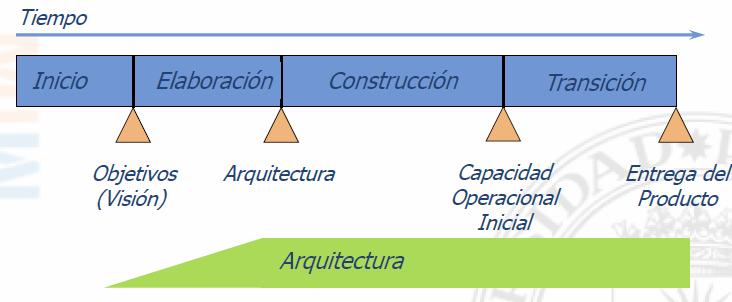 Tiempo
Inicio
Elaboración
Construcción
Transición
Objetivos
(Visión)
Arquitectura
Capacidad
Operacional
Inicial
Entrega del
Producto
Arquitectura